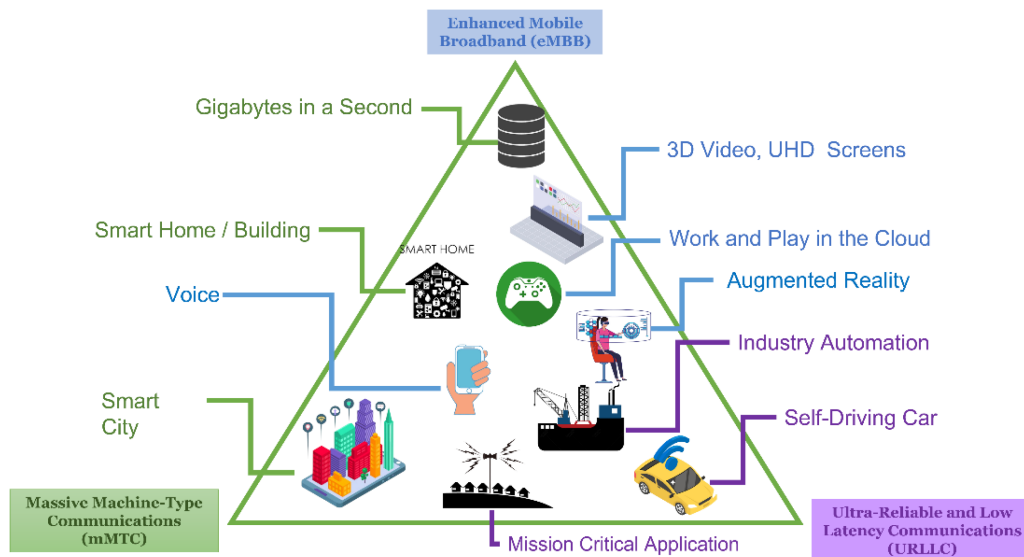 Enhanced Mobile
Broadband (eMBB)
Gigabytes in a Second
3D Video, UHD Screens
Smart Home / Building
SMART HOME
Work and Play in the Cloud
Voice
Augmented Reality
Industry Automation
Smart
City
Self-Driving Car
Massive Machine-Type
Communications
(mMTC)
Ultra-Reliable and Low
Latency Communications
(URLLC)
Mission Critical Application